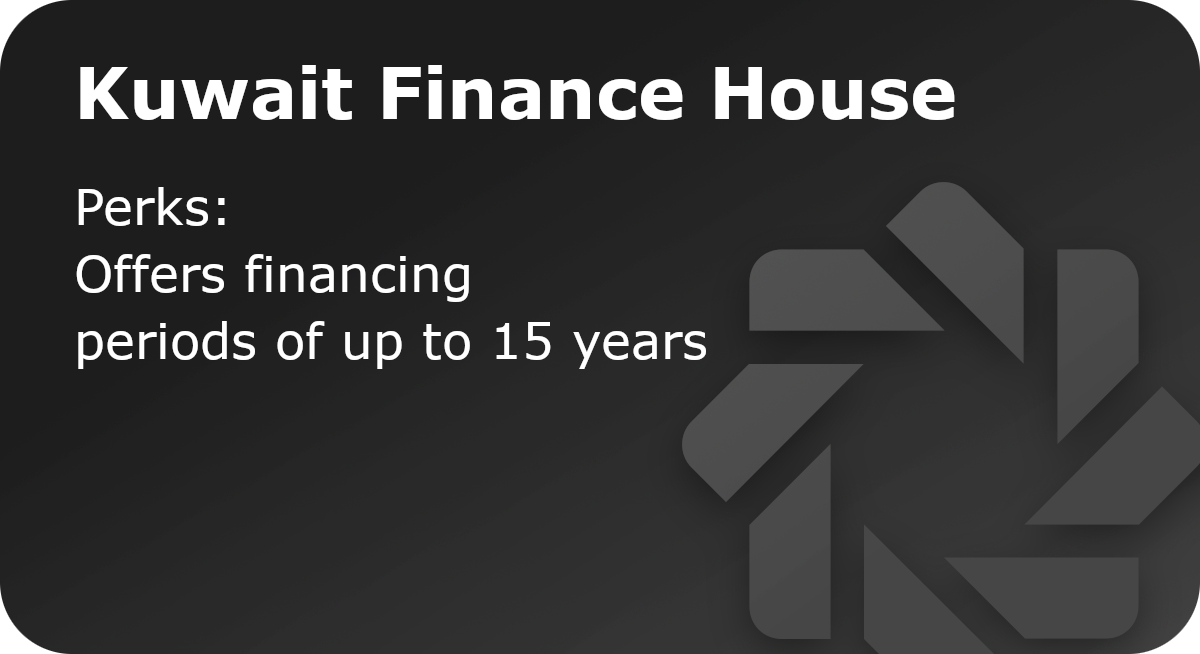 Kuwait Finance House
Perks:
Offers financing
periods of up to 15 years